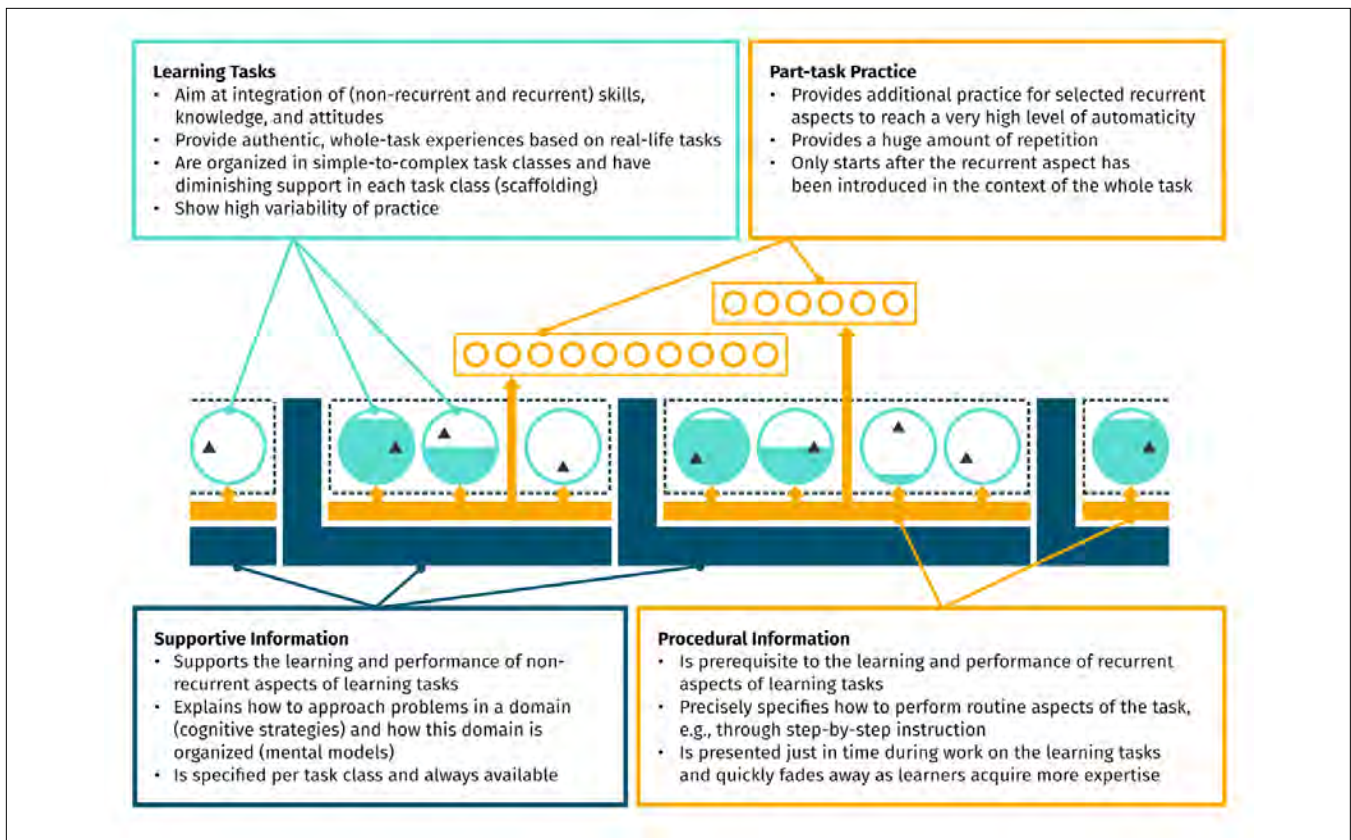 Learning Tasks
• Aim at integration of (non-recurrent and recurrent) skills,
knowledge, and attitudes
• Provide authentic, whole-task experiences based on real-life tasks
• Are organized in simple-to-complex task classes and have
diminishing support in each task class (scaffolding)
• Show high variability of practice
Part-task Practice
• Provides additional practice for selected recurrent
aspects to reach a very high level of automaticity
• Provides a huge amount of repetition
• Only starts after the recurrent aspect has
been introduced in the context of the whole task
Supportive Information
• Supports the learning and performance of non-
recurrent aspects of learning tasks
• Explains how to approach problems in a domain
(cognitive strategies) and how this domain is
organized (mental models)
• Is specified per task class and always available
Procedural Information
• Is prerequisite to the learning and performance of recurrent
aspects of learning tasks
• Precisely specifies how to perform routine aspects of the task,
e.g., through step-by-step instruction
• Is presented just in time during work on the learning tasks
and quickly fades away as learners acquire more expertise